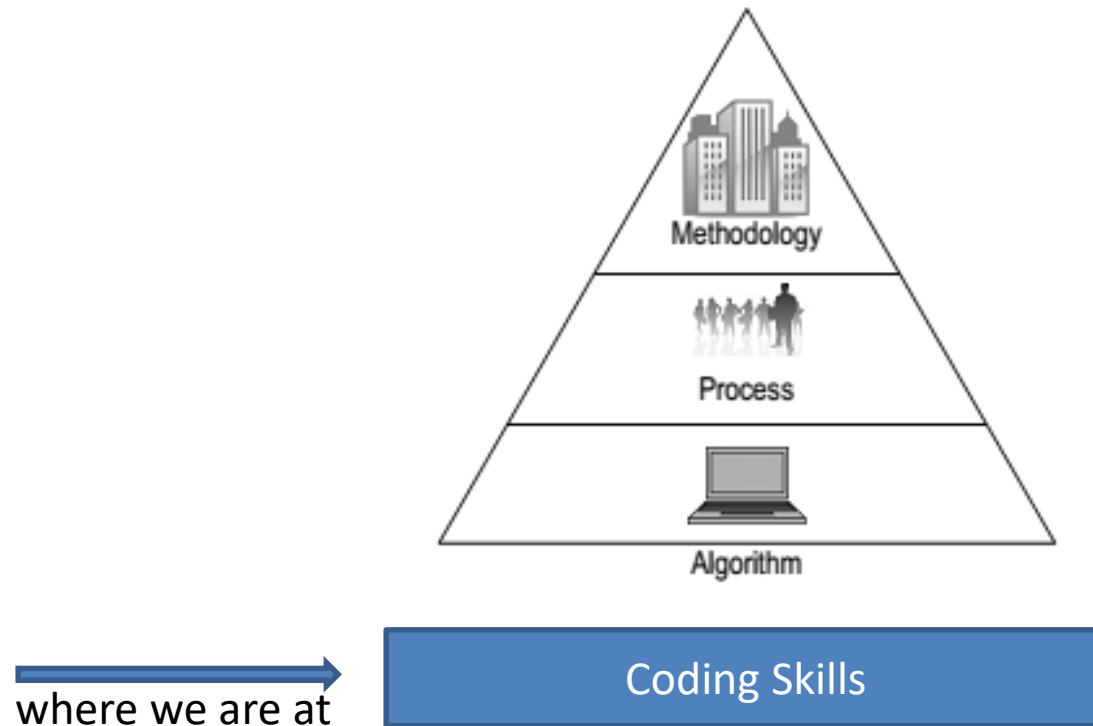 Methodology
Process
Algorithm
Coding Skills
where we are at